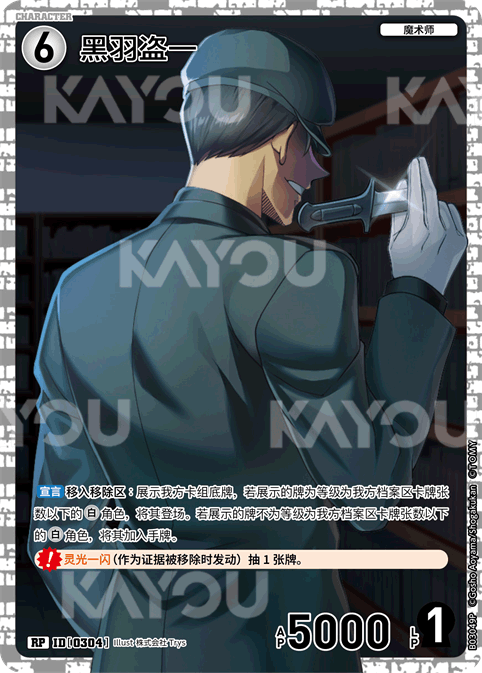 CHARACTER
6
黑羽盗一
魔术师
KAYOU
KAYOU
KAYOU
KAYOU
KAYOU
KAYOU
KAYOU
宣言 移入移除区：展示我方卡组底牌，若展示的牌为等级为我方档案区卡牌张
数以下的 白 角色，将其登场。若展示的牌不为等级为我方档案区卡牌张数以下
的 白 角色，将其加入手牌。
灵光一闪 (作为证据被移除时发动) 抽 1 张牌。
RP ID[0304] Illust 株式会社 Trys
AP 5000
LP 1
B03049P ©Gosho Aoyama/Shogakukan ©TOMY